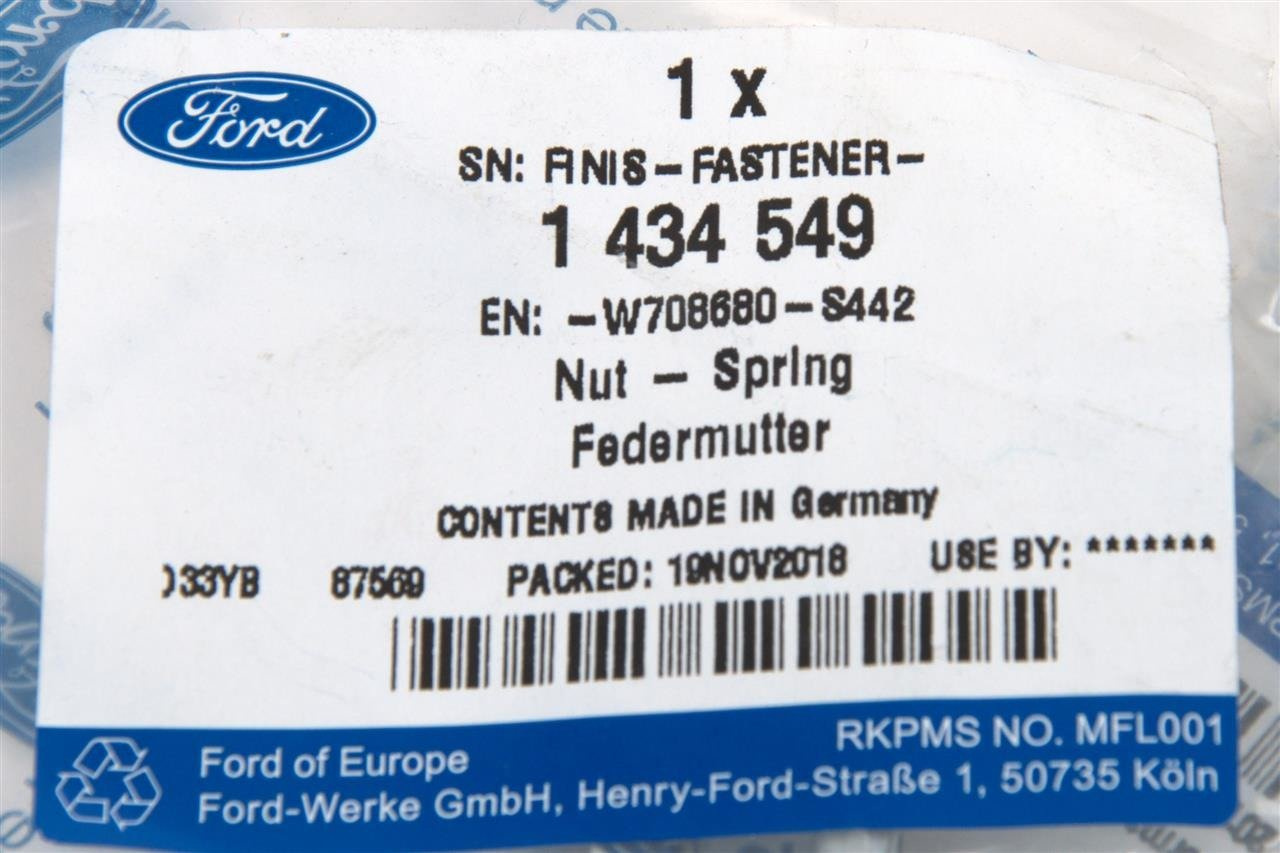 Ford
1 x
SN: FINIS-FASTENER-
1 434 549
EN: -W708680-S442
Nut - Spring
Federmutter
CONTENTS MADE IN Germany
33YB 87569 PACKED: 19NOV2018 USE BY: *******
RKPMS NO. MFL001
Ford of Europe
Ford-Werke GmbH, Henry-Ford-Straße 1, 50735 Köln